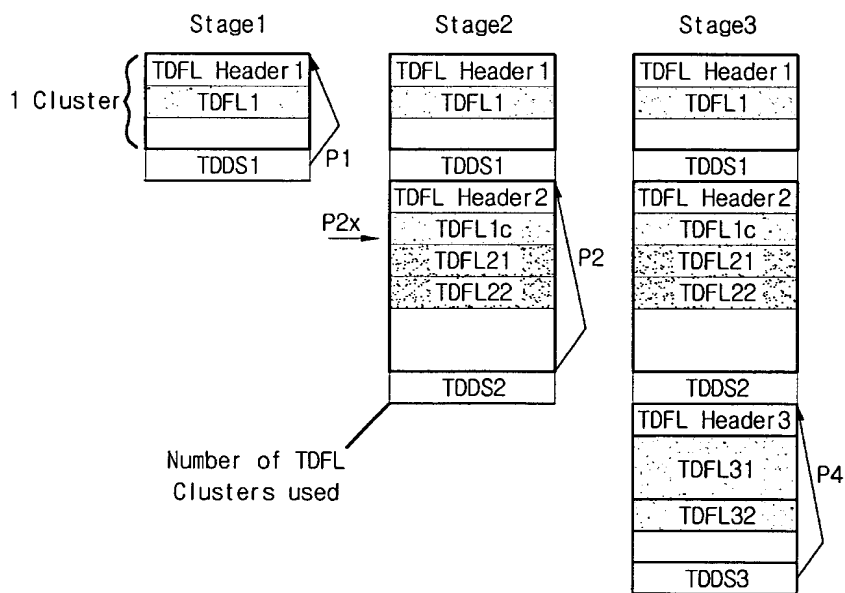 Stage1
Stage2
Stage3
1 Cluster
TDFL Header1
TDFL1
TDDS1
P1
TDFL Header1
TDFL1
TDDS1
TDFL Header2
P2x
TDFL1c
TDFL21
TDFL22
P2
TDDS2
Number of TDFL
Clusters used
TDFL Header1
TDFL1
TDDS1
TDFL Header2
TDFL1c
TDFL21
TDFL22
TDDS2
TDFL Header3
TDFL31
TDFL32
P4
TDDS3